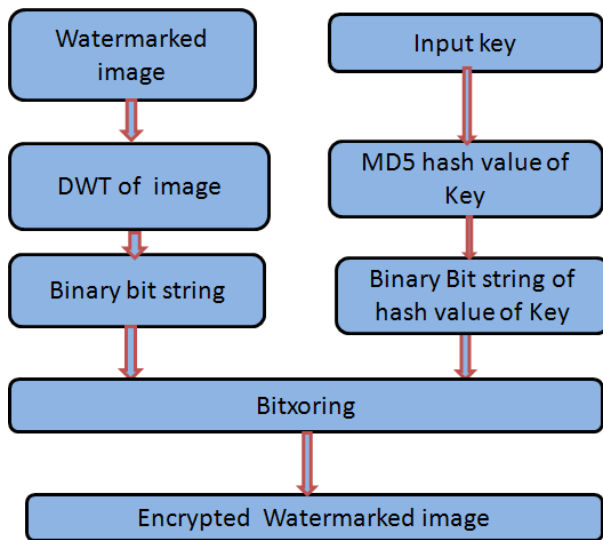 Watermarked
image
Input key
DWT of image
MD5 hash value of
Key
Binary bit string
Binary Bit string of
hash value of Key
Bitxoring
Encrypted Watermarked image